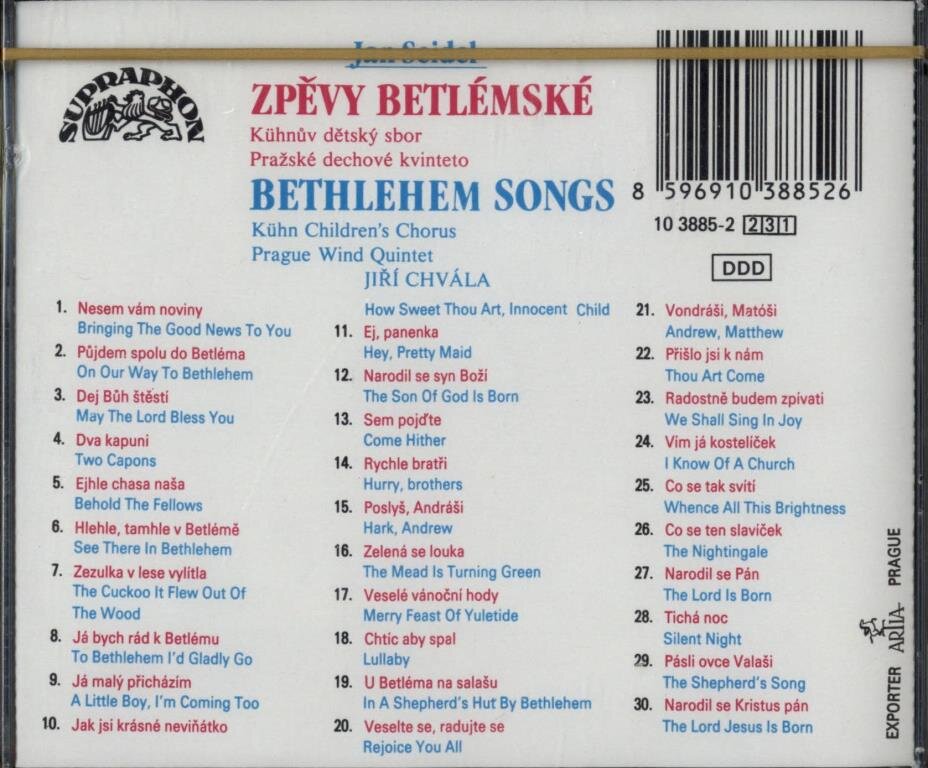 SUPRAPHON
Jan Seidel
ZPĚVY BETLÉMSKÉ
Kühnův dětský sbor
Pražské dechové kvinteto
BETHLEHEM SONGS
Kühn Children's Chorus
Prague Wind Quintet
JIŘÍ CHVÁLA
8 596910 388526
10 3885-2 231
DDD
1. Nesem vám noviny
Bringing The Good News To You
2. Půjdem spolu do Betléma
On Our Way To Bethlehem
3. Dej Bůh štěstí
May The Lord Bless You
4. Dva kapuni
Two Capons
5. Ejhle chasa naša
Behold The Fellows
6. Hlehle, tamhle v Betlémě
See There In Bethlehem
7. Zezulka v lese vylítla
The Cuckoo It Flew Out Of
The Wood
8. Já bych rád k Betlému
To Bethlehem I'd Gladly Go
9. Já malý přicházím
A Little Boy, I'm Coming Too
10. Jak jsi krásné neviňátko
How Sweet Thou Art, Innocent Child
11. Ej, panenka
Hey, Pretty Maid
12. Narodil se syn Boží
The Son Of God Is Born
13. Sem pojďte
Come Hither
14. Rychle bratři
Hurry, brothers
15. Poslyš, Andráši
Hark, Andrew
16. Zelená se louka
The Mead Is Turning Green
17. Veselé vánoční hody
Merry Feast Of Yuletide
18. Chtíc aby spal
Lullaby
19. U Betléma na salašu
In A Shepherd's Hut By Bethlehem
20. Veselte se, radujte se
Rejoice You All
21. Vondráši, Matóši
Andrew, Matthew
22. Přišlo jsi k nám
Thou Art Come
23. Radostně budem zpívati
We Shall Sing In Joy
24. Vim já kostelíček
I Know Of A Church
25. Co se tak svítí
Whence All This Brightness
26. Co se ten slavíček
The Nightingale
27. Narodil se Pán
The Lord Is Born
28. Tichá noc
Silent Night
29. Pásli ovce Valaši
The Shepherd's Song
30. Narodil se Kristus pán
The Lord Jesus Is Born
EXPORTER ARTIA PRAGUE